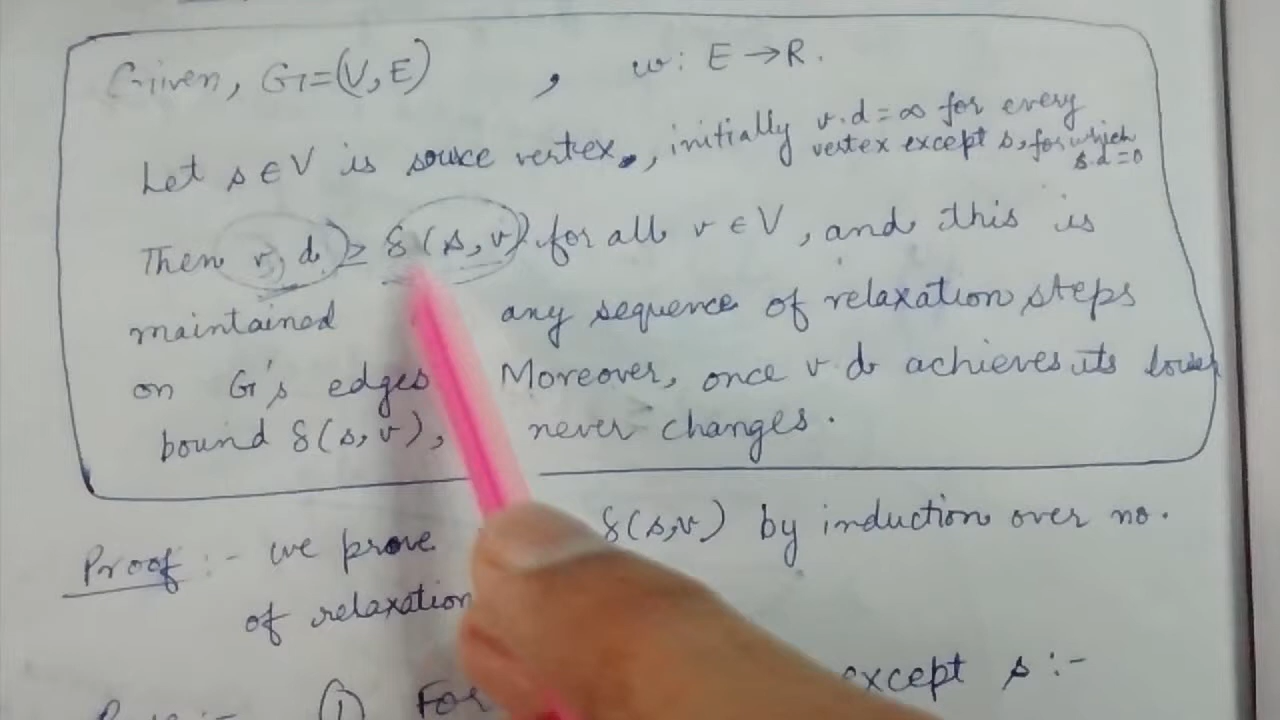 Given, G=(V,E) , w: E→R.
Let s∈V is source vertex., initially v.d=∞ for every vertex except s, for which s.d=0
Then v.d ≥ δ(s,v) for all v∈V, and this is
maintained any sequence of relaxation steps
on G's edges Moreover, once v.d achieves its lower
bound δ(s,v), never changes.
Proof:- we prove δ(s,v) by induction over no.
of relaxation
① For except s:-